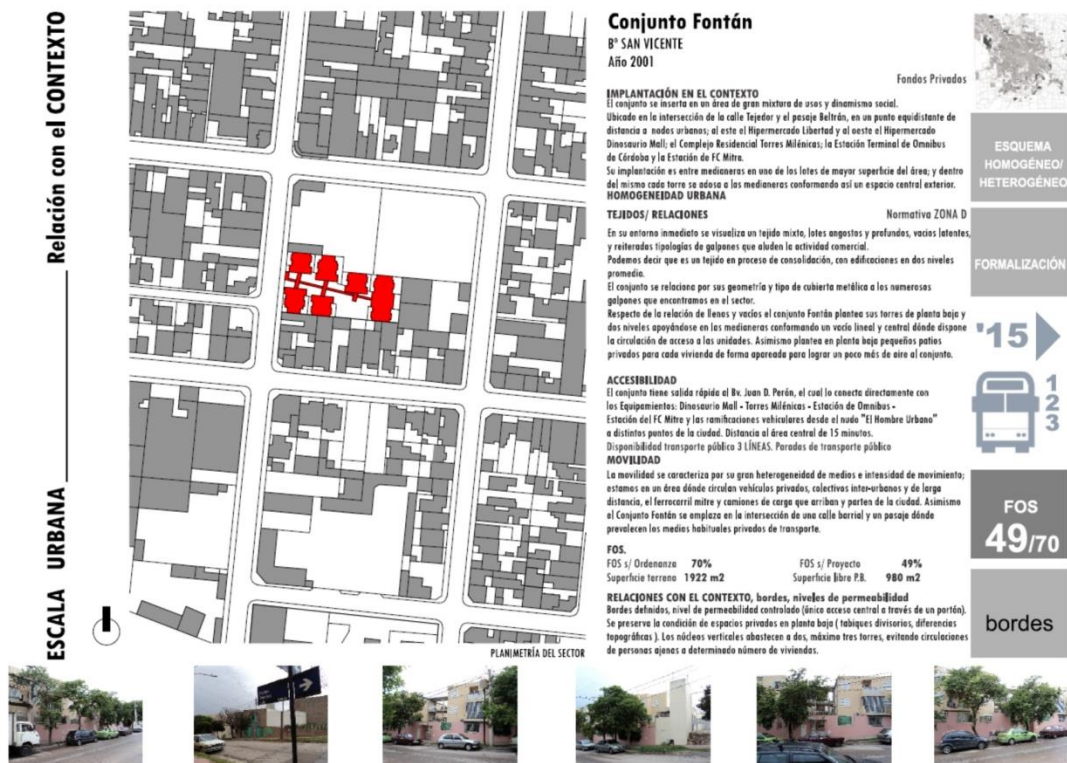 ESCALA URBANA Relación con el CONTEXTO
Conjunto Fontán
Bº SAN VICENTE
Año 2001
Fondos Privados
IMPLANTACIÓN EN EL CONTEXTO
El conjunto se inserta en un área de gran mixtura de usos y dinamismo social.
Ubicado en la intersección de la calle Tejedor y el pasaje Beltrán, en un punto equidistante de
distancia a nodos urbanos; al este el Hipermercado Libertad y al oeste el Hipermercado
Dinosaurio Mall; el Complejo Residencial Torres Milénicas; la Estación Terminal de Omnibus
de Córdoba y la Estación de FC Mitre.
Su implantación es entre medianeras en uno de los lotes de mayor superficie del área; y dentro
del mismo cada torre se adosa a las medianeras conformando así un espacio central exterior.
HOMOGENEIDAD URBANA
TEJIDOS/ RELACIONES
Normativa ZONA D
En su entorno inmediato se visualiza un tejido mixto, lotes angostos y profundos, vacíos latentes,
y reiteradas tipologías de galpones que aluden la actividad comercial.
Podemos decir que es un tejido en proceso de consolidación, con edificaciones en dos niveles
promedio.
El conjunto se relaciona por sus geometría y tipo de cubierta metálica a los numerosos
galpones que encontramos en el sector.
Respecto de la relación de llenos y vacíos el conjunto Fontán plantea sus torres de planta baja y
dos niveles apoyándose en las medianeras conformando un vacío lineal y central dónde dispone
la circulación de acceso a las unidades. Asimismo plantea en planta baja pequeños patios
privados para cada vivienda de forma apareada para lograr un poco más de aire al conjunto.
ACCESIBILIDAD
El conjunto tiene salida rápida al Bv. Juan D. Perón, el cual lo conecta directamente con
los Equipamientos: Dinosaurio Mall - Torres Milénicas - Estación de Omnibus -
Estación del FC Mitre y las ramificaciones vehiculares desde el nodo "El Hombre Urbano"
a distintos puntos de la ciudad. Distancia al área central de 15 minutos.
Disponibilidad transporte público 3 LÍNEAS. Paradas de transporte público
MOVILIDAD
La movilidad se caracteriza por su gran heterogeneidad de medios e intensidad de movimiento;
estamos en un área dónde circulan vehículos privados, colectivos inter-urbanos y de larga
distancia, el ferrocarril mitre y camiones de carga que arriban y parten de la ciudad. Asimismo
el Conjunto Fontán se emplaza en la intersección de una calle barrial y un pasaje dónde
prevalecen los medios habituales privados de transporte.
FOS.
FOS s/ Ordenanza 70% FOS s/ Proyecto 49%
Superficie terreno 1922 m2 Superficie libre P.B. 980 m2
RELACIONES CON EL CONTEXTO, bordes, niveles de permeabilidad
Bordes definidos, nivel de permeabilidad controlado (único acceso central a través de un portón).
Se preserva la condición de espacios privados en planta baja ( tabiques divisorios, diferencias
topográficas ). Los núcleos verticales abastecen a dos, máximo tres torres, evitando circulaciones
de personas ajenas a determinado número de viviendas.
PLANIMETRÍA DEL SECTOR
ESQUEMA
HOMOGÉNEO/
HETEROGÉNEO
FORMALIZACIÓN
'15
1
2
3
FOS
49/70
bordes